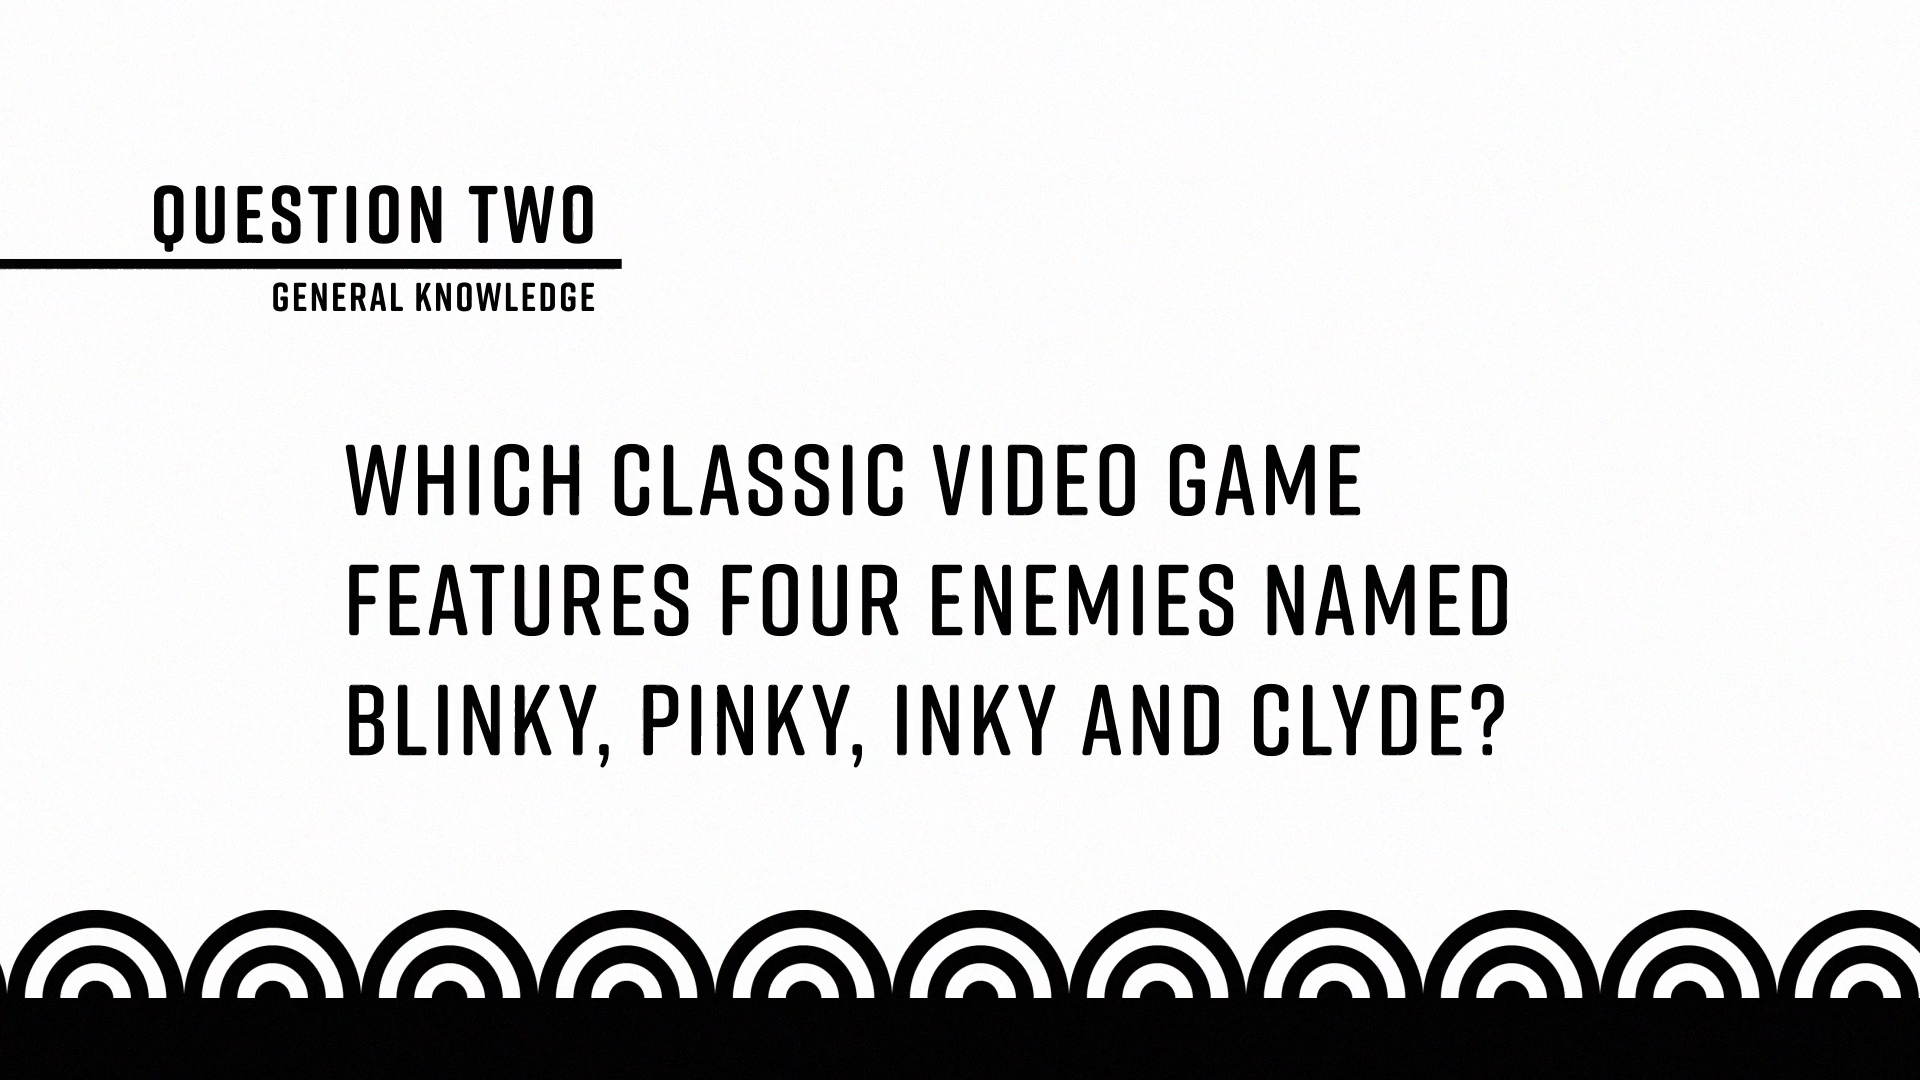 QUESTION TWO
GENERAL KNOWLEDGE
WHICH CLASSIC VIDEO GAME
FEATURES FOUR ENEMIES NAMED
BLINKY, PINKY, INKY AND CLYDE?